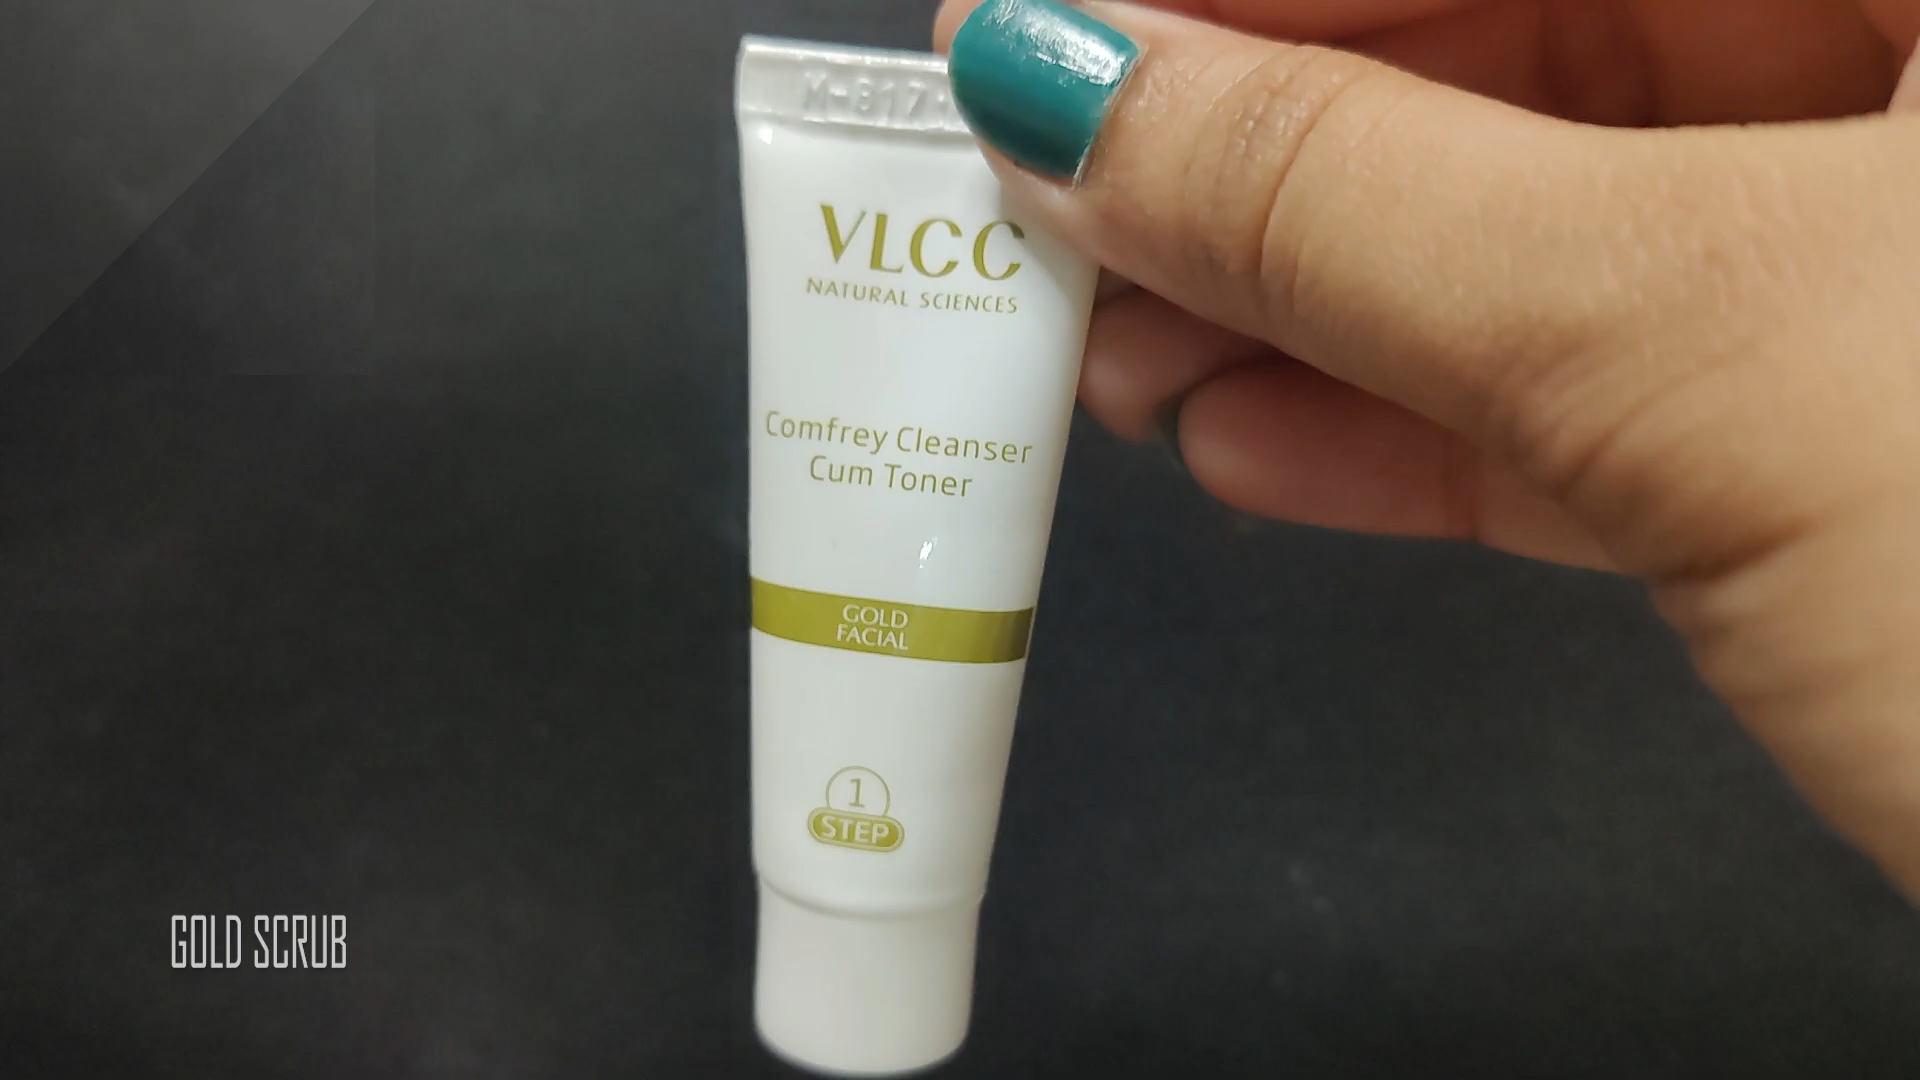 VLCC
NATURAL SCIENCES
Comfrey Cleanser
Cum Toner
GOLD
FACIAL
1
STEP
GOLD SCRUB